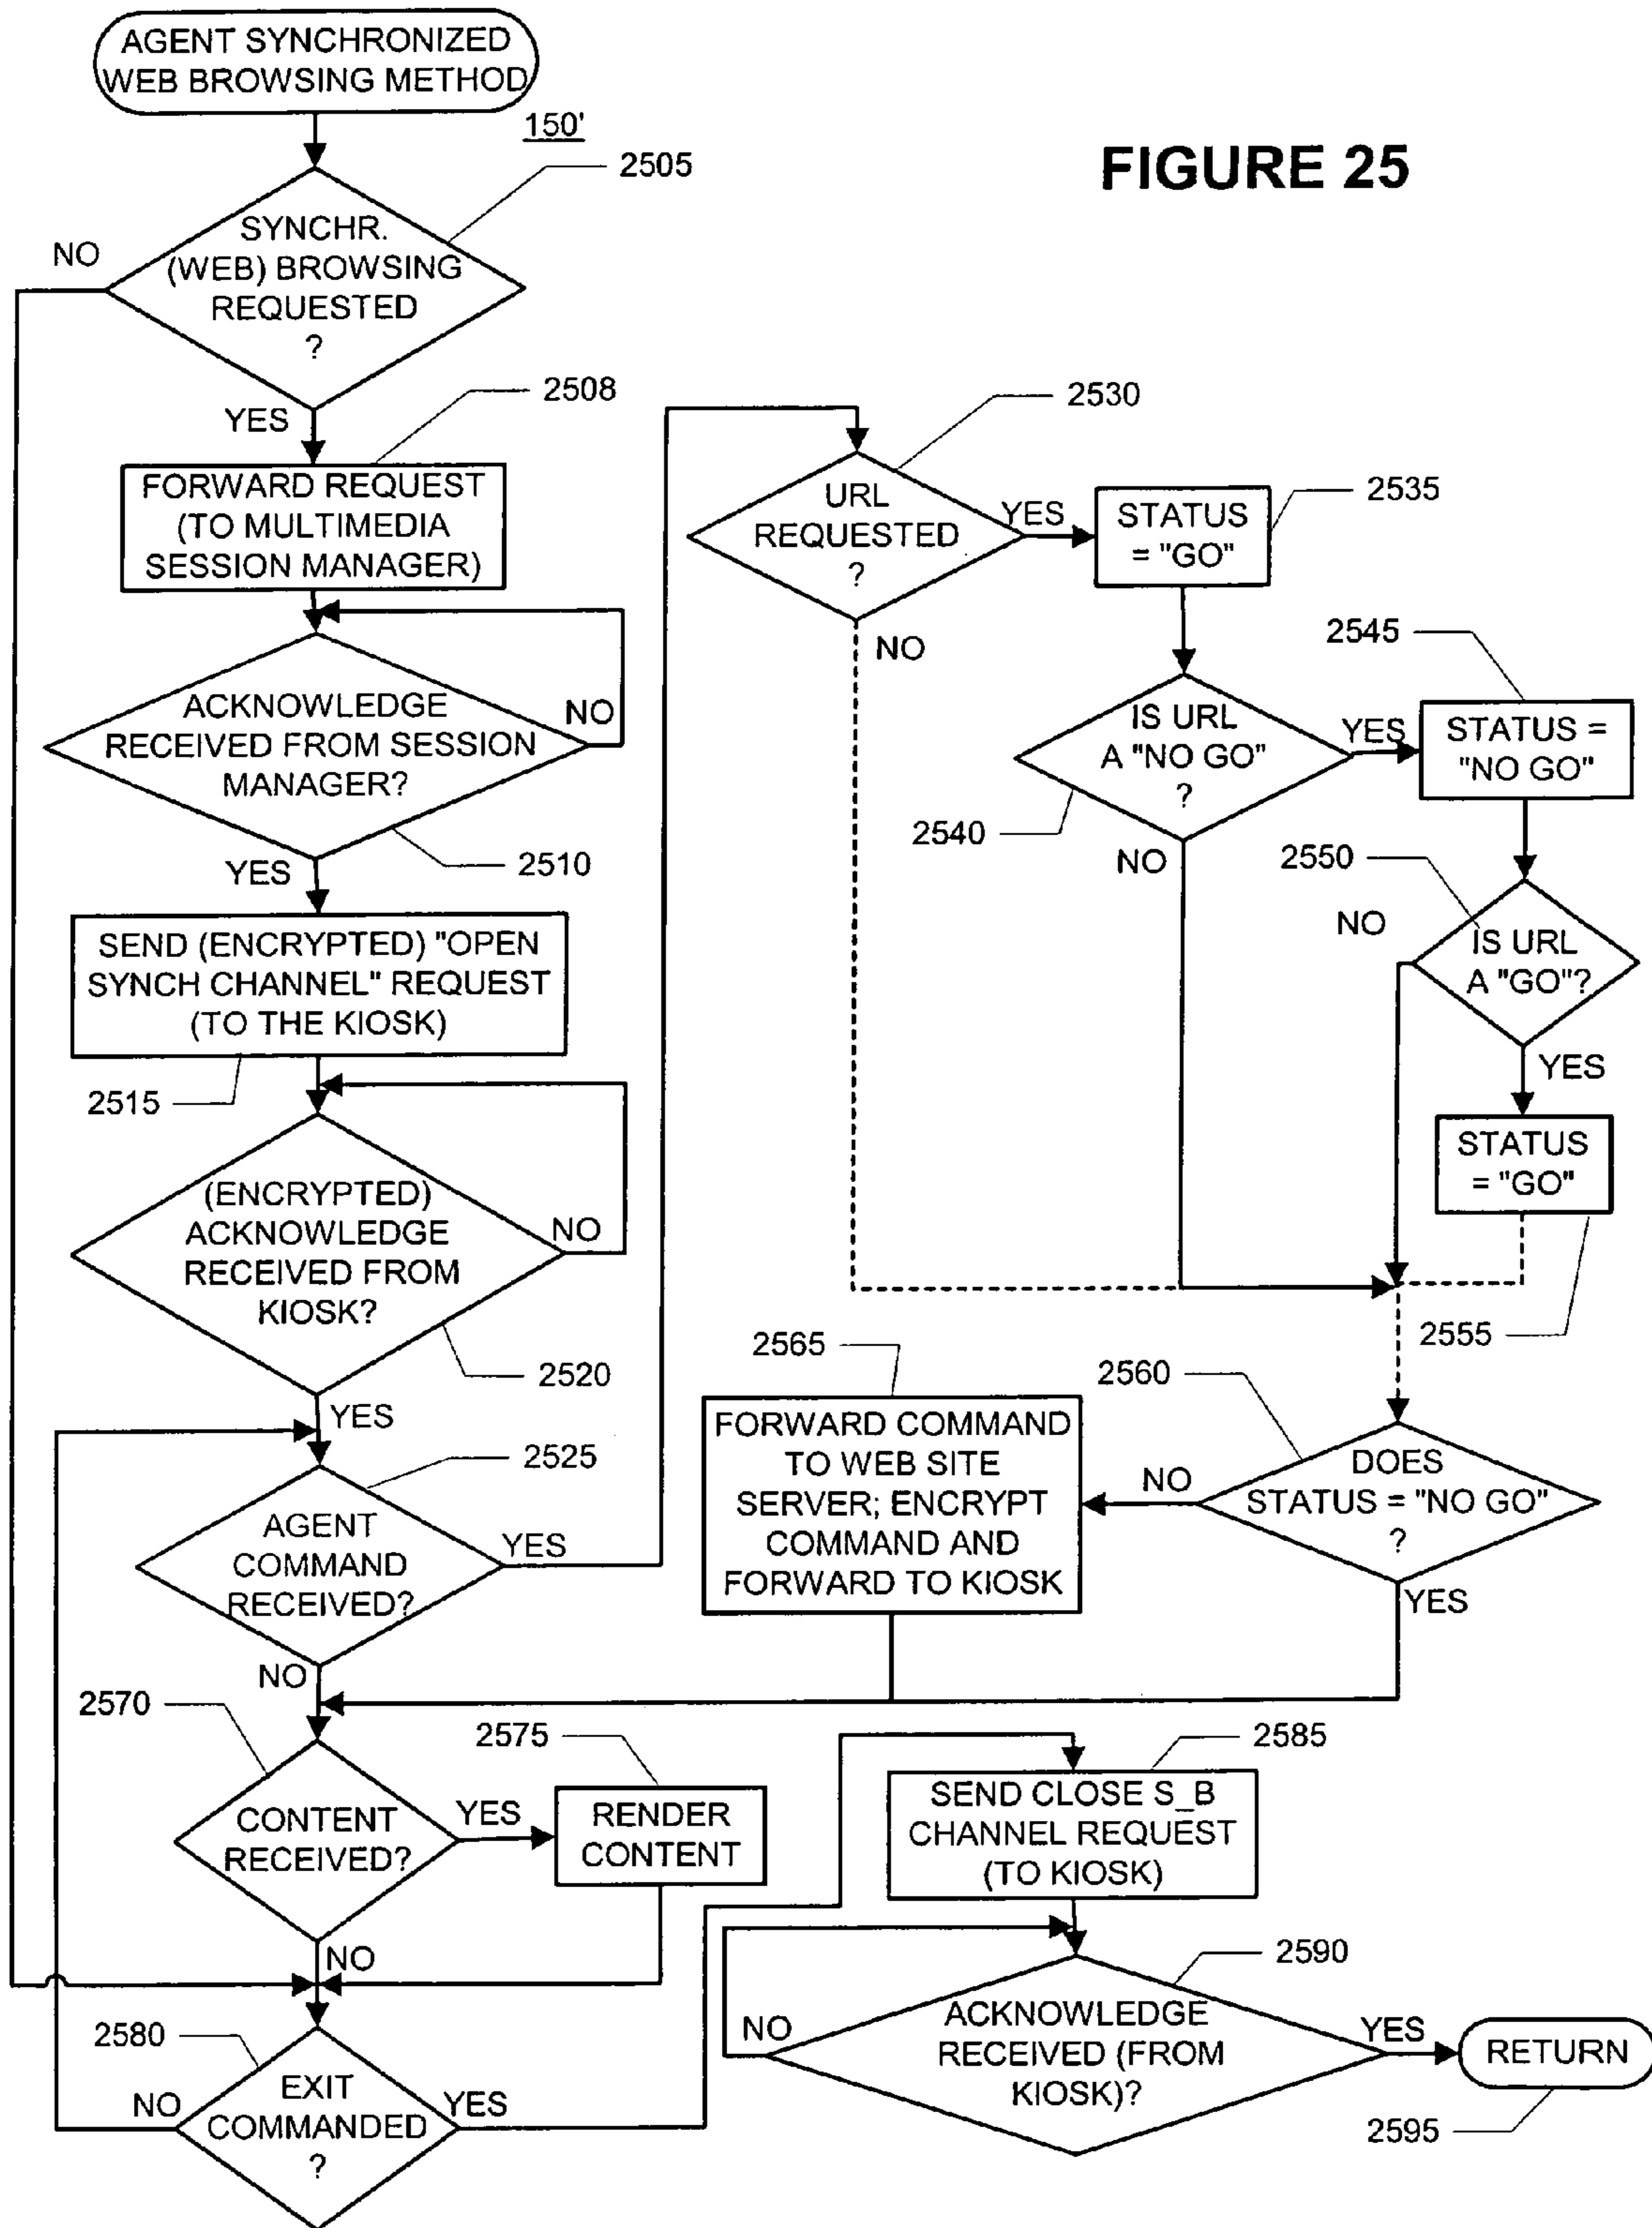 AGENT SYNCHRONIZED
WEB BROWSING METHOD
150'
FIGURE 25
2505
SYNCHR.
(WEB) BROWSING
REQUESTED
?
NO
YES
2508
FORWARD REQUEST
(TO MULTIMEDIA
SESSION MANAGER)
ACKNOWLEDGE
RECEIVED FROM SESSION
MANAGER?
NO
2510
YES
SEND (ENCRYPTED) "OPEN
SYNCH CHANNEL" REQUEST
(TO THE KIOSK)
2515
(ENCRYPTED)
ACKNOWLEDGE
RECEIVED FROM
KIOSK?
NO
2520
YES
2525
AGENT
COMMAND
RECEIVED?
YES
NO
2530
URL
REQUESTED
?
YES
NO
2535
STATUS
= "GO"
2540
IS URL
A "NO GO"
?
YES
NO
2545
STATUS =
"NO GO"
2550
NO
IS URL
A "GO"?
YES
STATUS
= "GO"
2555
2560
DOES
STATUS = "NO GO"
?
NO
YES
2565
FORWARD COMMAND
TO WEB SITE
SERVER; ENCRYPT
COMMAND AND
FORWARD TO KIOSK
2570
CONTENT
RECEIVED?
YES
NO
2575
RENDER
CONTENT
2580
EXIT
COMMANDED
?
NO
YES
2585
SEND CLOSE S_B
CHANNEL REQUEST
(TO KIOSK)
2590
ACKNOWLEDGE
RECEIVED (FROM
KIOSK)?
NO
YES
RETURN
2595